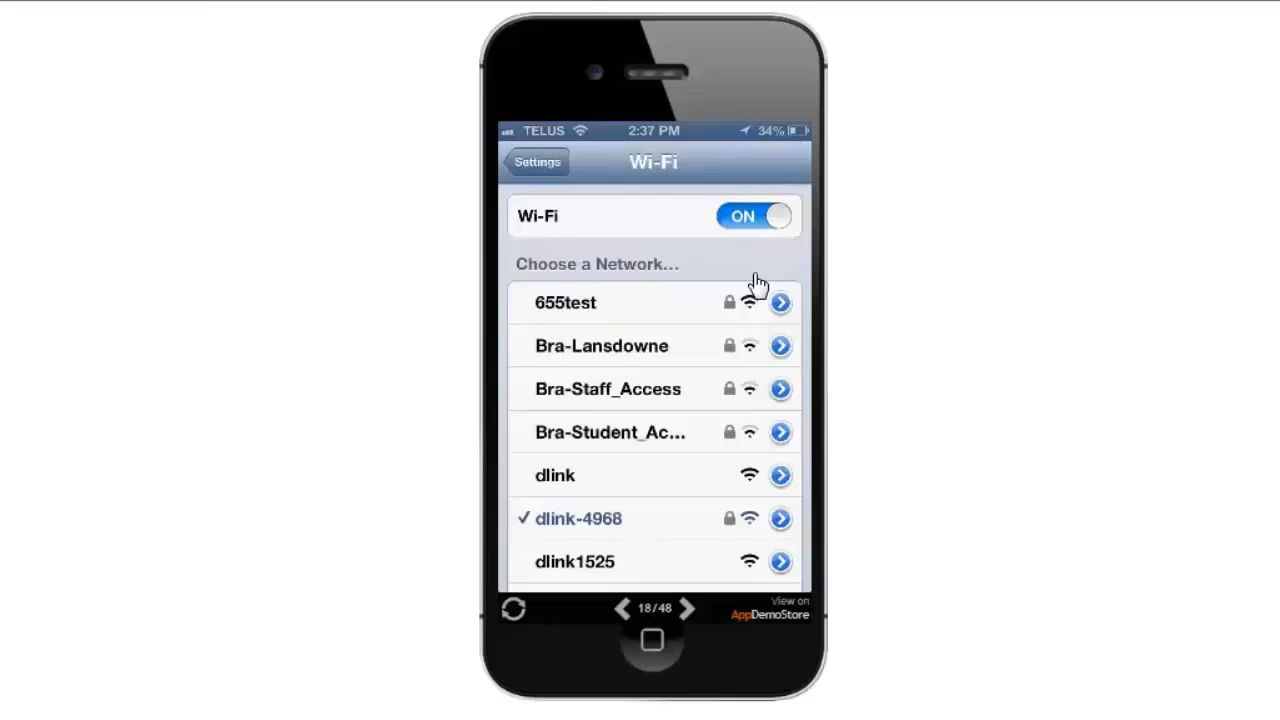 TELUS 2:37 PM 34%
Settings Wi-Fi
Wi-Fi ON
Choose a Network...
655test
Bra-Lansdowne
Bra-Staff_Access
Bra-Student_Ac...
dlink
dlink-4968
dlink1525
18/48 View on
AppDemoStore